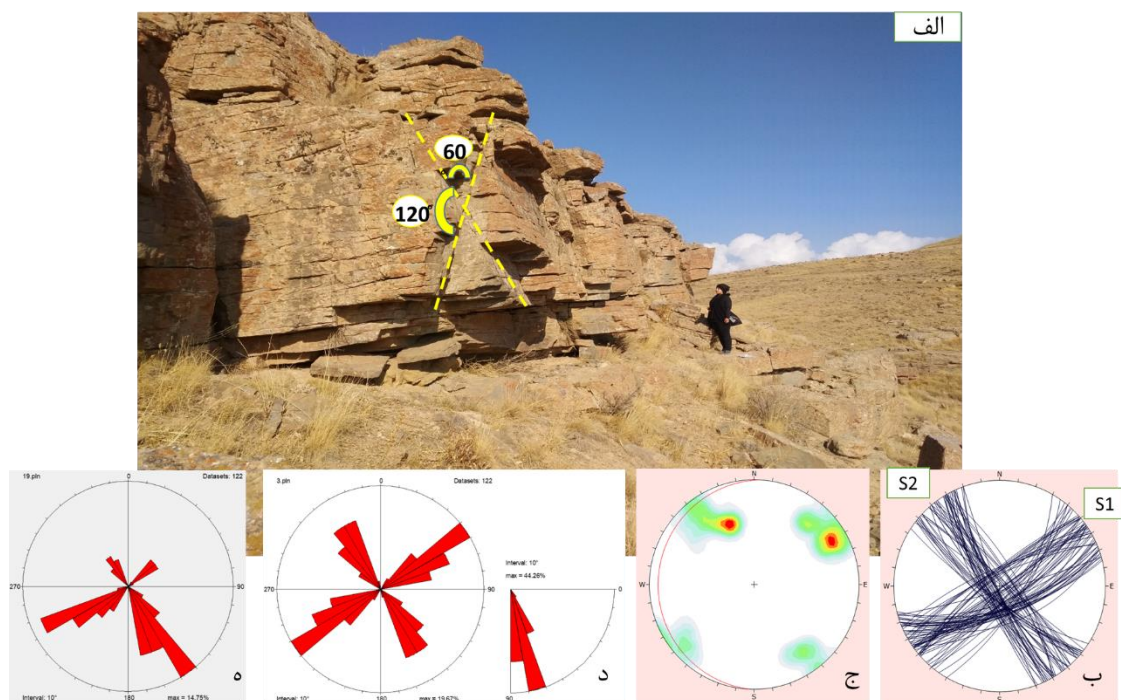 الف
60°
120°
19.pln
0
Datasets: 122
270
90
180
Interval: 10°
max = 14.75%
ه
3.pln
0
Datasets: 122
270
90
180
Interval: 10°
max = 19.67%
Interval: 10°
max = 44.26%
0
90
د
N
W
E
S
ج
S2
S1
N
W
E
S
ب